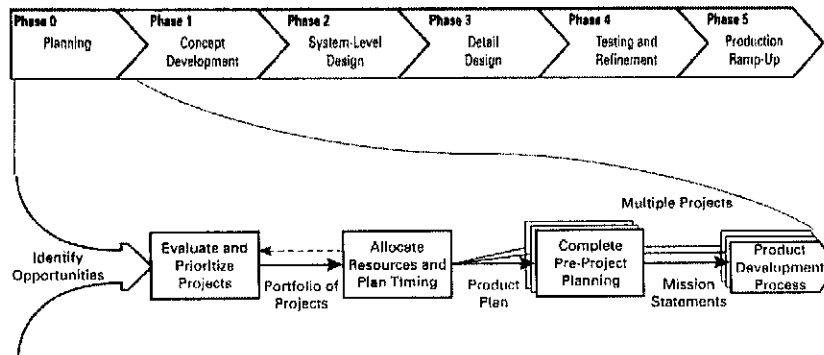 Phase 0
Planning
Phase 1
Concept
Development
Phase 2
System-Level
Design
Phase 3
Detail
Design
Phase 4
Testing and
Refinement
Phase 5
Production
Ramp-Up
Multiple Projects
Identify
Opportunities
Evaluate and
Prioritize
Projects
Portfolio of
Projects
Allocate
Resources and
Plan Timing
Product
Plan
Complete
Pre-Project
Planning
Mission
Statements
Product
Development
Process